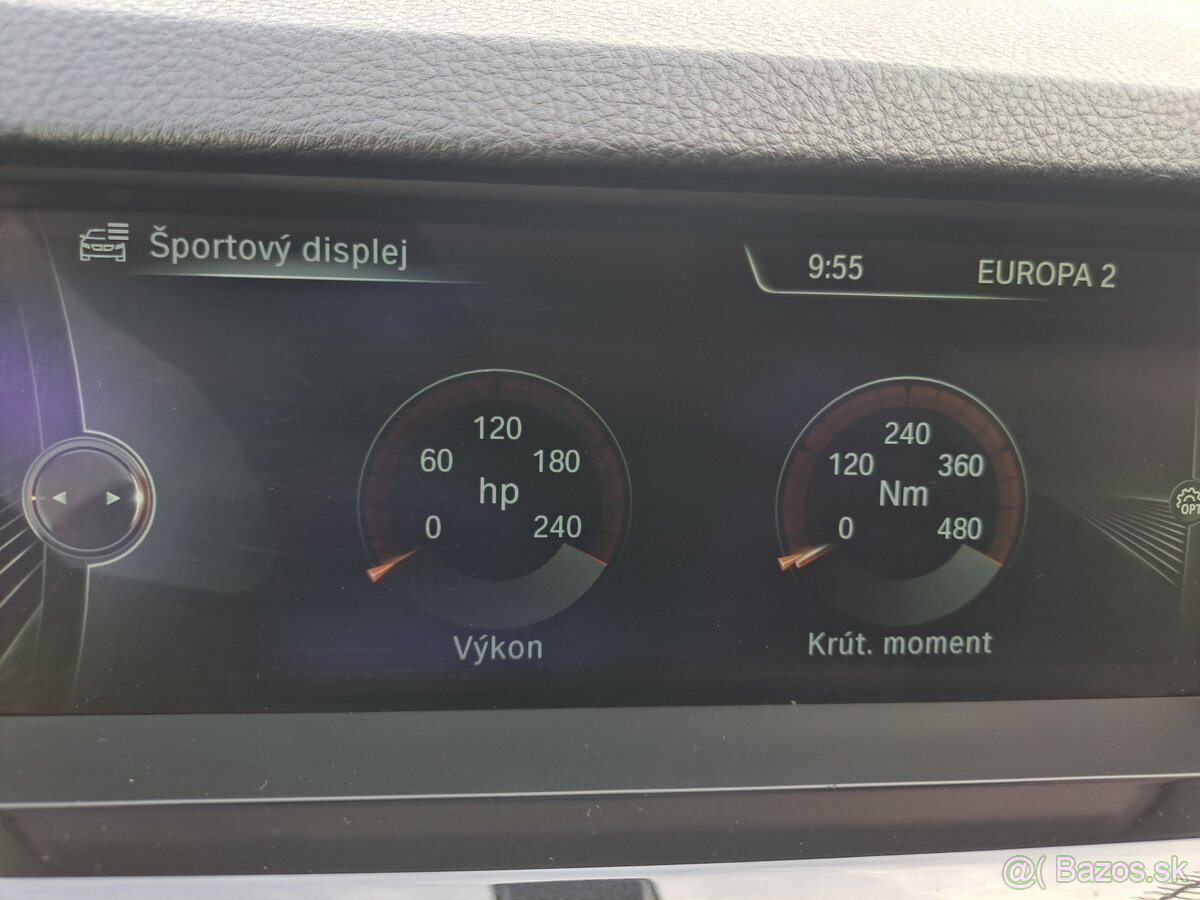 Športový displej
9:55
EUROPA 2
120
60
180
hp
0
240
Výkon
240
120
360
Nm
0
480
Krút. moment
OPT
@( Bazos.sk